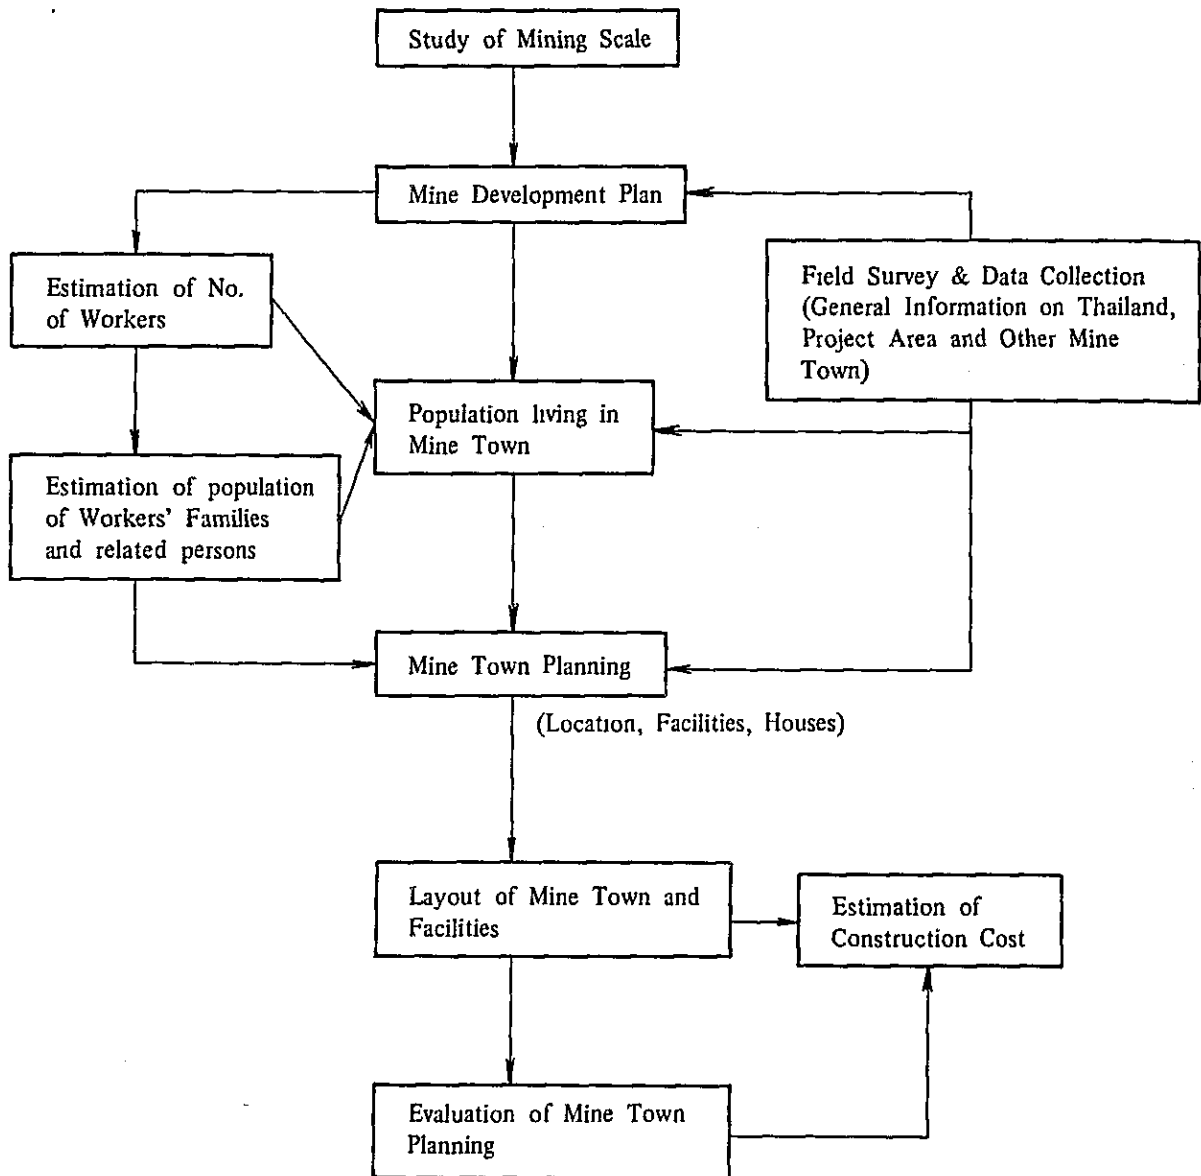 Study of Mining Scale
Mine Development Plan
Estimation of No.
of Workers
Field Survey & Data Collection
(General Information on Thailand,
Project Area and Other Mine
Town)
Population living in
Mine Town
Estimation of population
of Workers' Families
and related persons
Mine Town Planning
(Location, Facilities, Houses)
Layout of Mine Town and
Facilities
Estimation of
Construction Cost
Evaluation of Mine Town
Planning